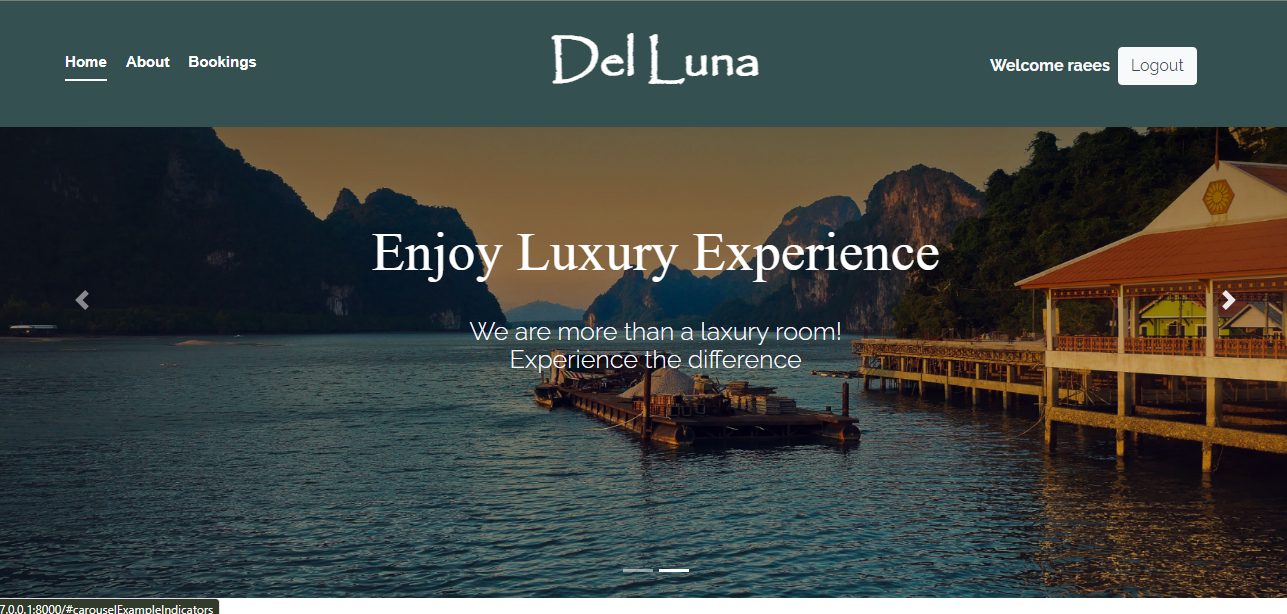 Home About Bookings
Del Luna
Welcome raees Logout
Enjoy Luxury Experience
We are more than a laxury room!
Experience the difference
7.0.0.1:8000/#carouselExampleIndicators